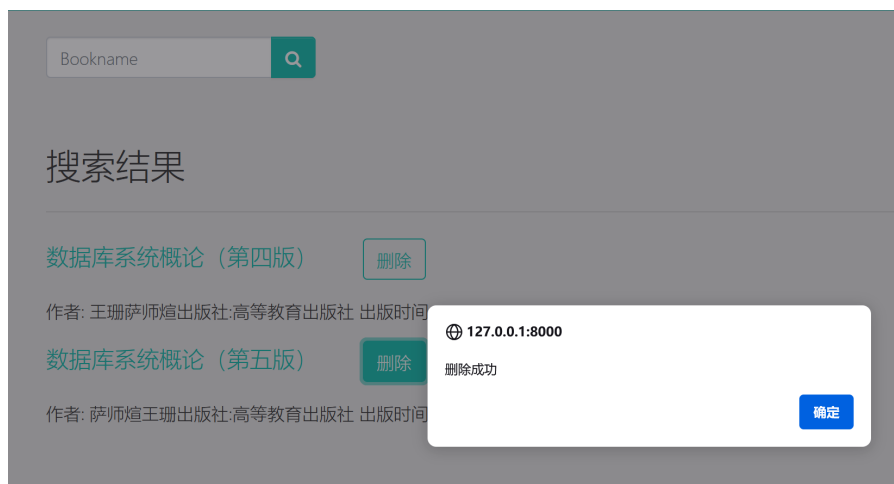 Bookname
搜索结果
数据库系统概论（第四版） 删除
作者: 王珊萨师煊出版社:高等教育出版社 出版时间
127.0.0.1:8000
数据库系统概论（第五版） 删除
删除成功
作者: 萨师煊王珊出版社:高等教育出版社 出版时间
确定